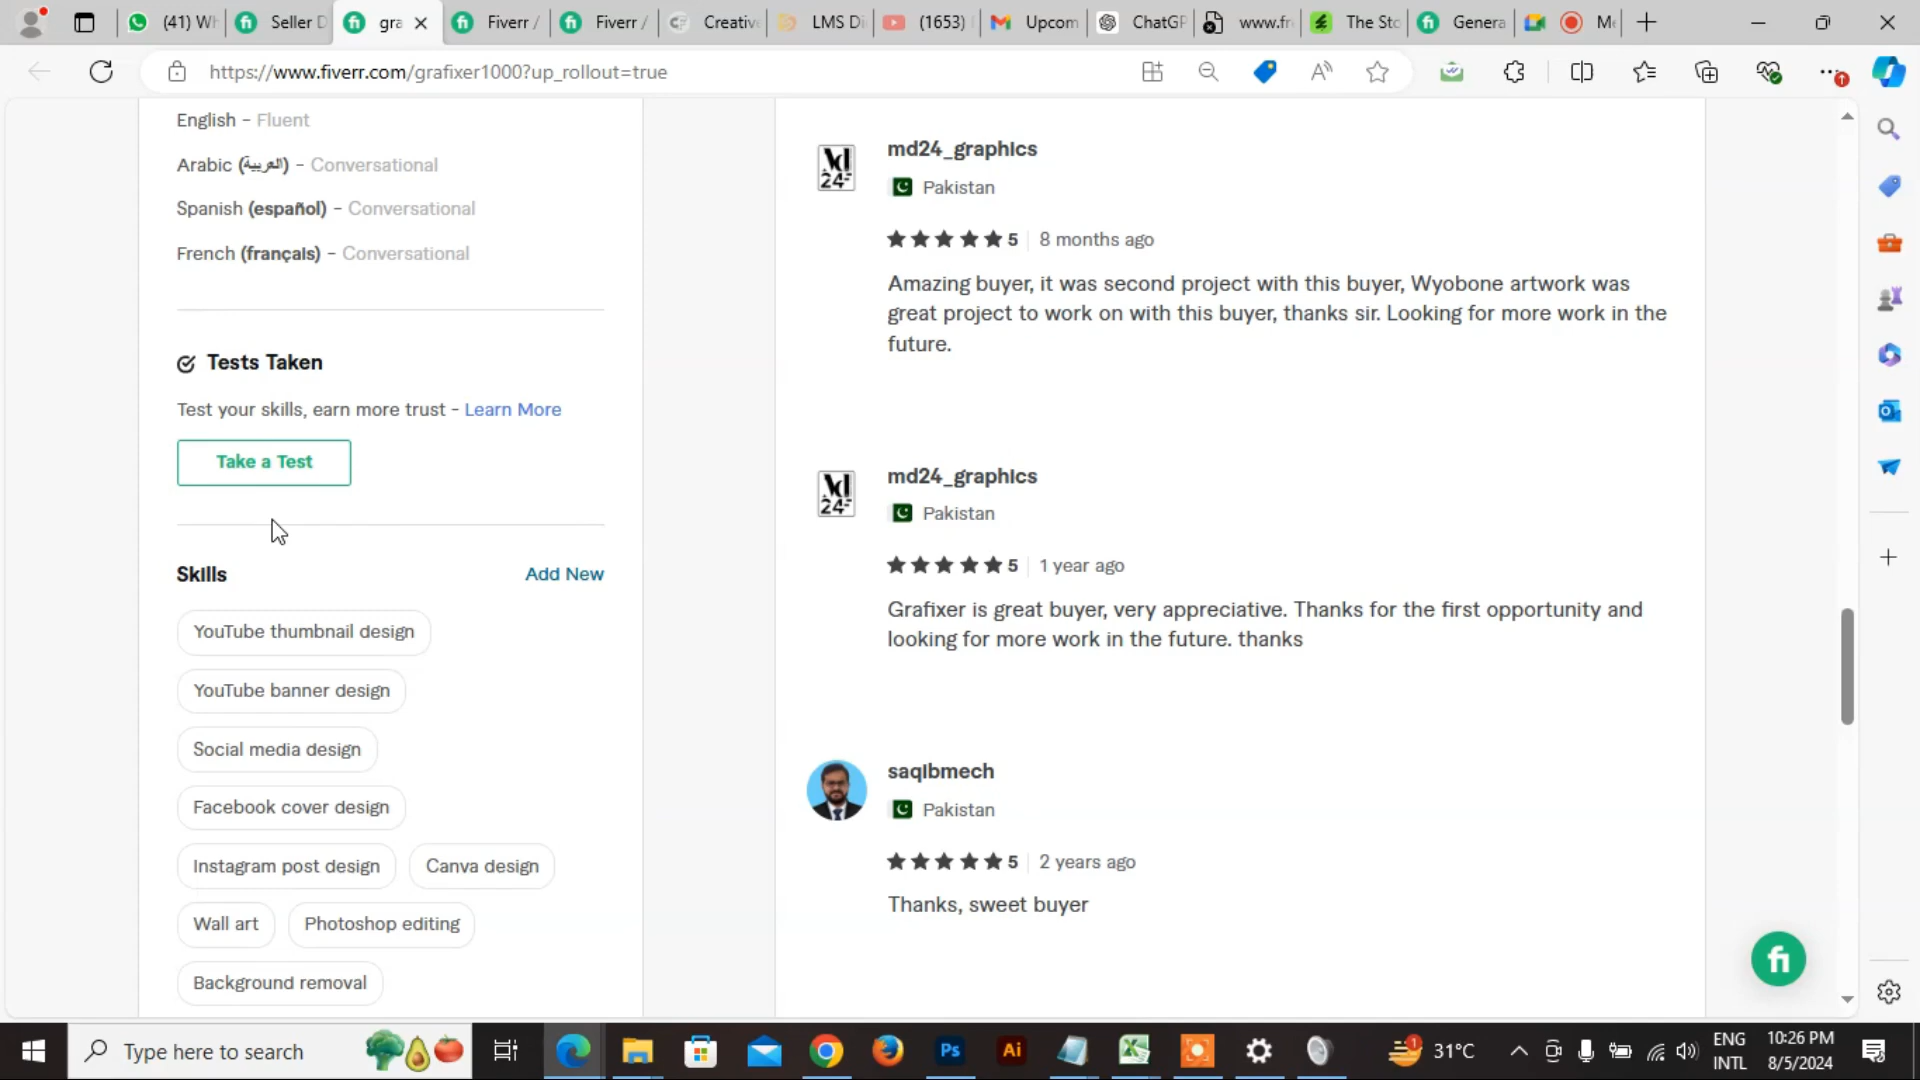 (41) Wh
Seller D
gra
Fiverr /
Fiverr /
Creativ
LMS Di
(1653)
Upcom
ChatGP
www.fr
The Sto
Genera
Me
https://www.fiverr.com/grafixer1000?up_rollout=true
English - Fluent
Arabic (العربية) - Conversational
Spanish (español) - Conversational
French (français) - Conversational
Tests Taken
Test your skills, earn more trust - Learn More
Take a Test
Skills
Add New
YouTube thumbnail design
YouTube banner design
Social media design
Facebook cover design
Instagram post design
Canva design
Wall art
Photoshop editing
Background removal
md24_graphics
Pakistan
5
8 months ago
Amazing buyer, it was second project with this buyer, Wyobone artwork was
great project to work on with this buyer, thanks sir. Looking for more work in the
future.
md24_graphics
Pakistan
5
1 year ago
Grafixer is great buyer, very appreciative. Thanks for the first opportunity and
looking for more work in the future. thanks
saqibmech
Pakistan
5
2 years ago
Thanks, sweet buyer
fi
Type here to search
Ps
Ai
31°C
ENG
INTL
10:26 PM
8/5/2024